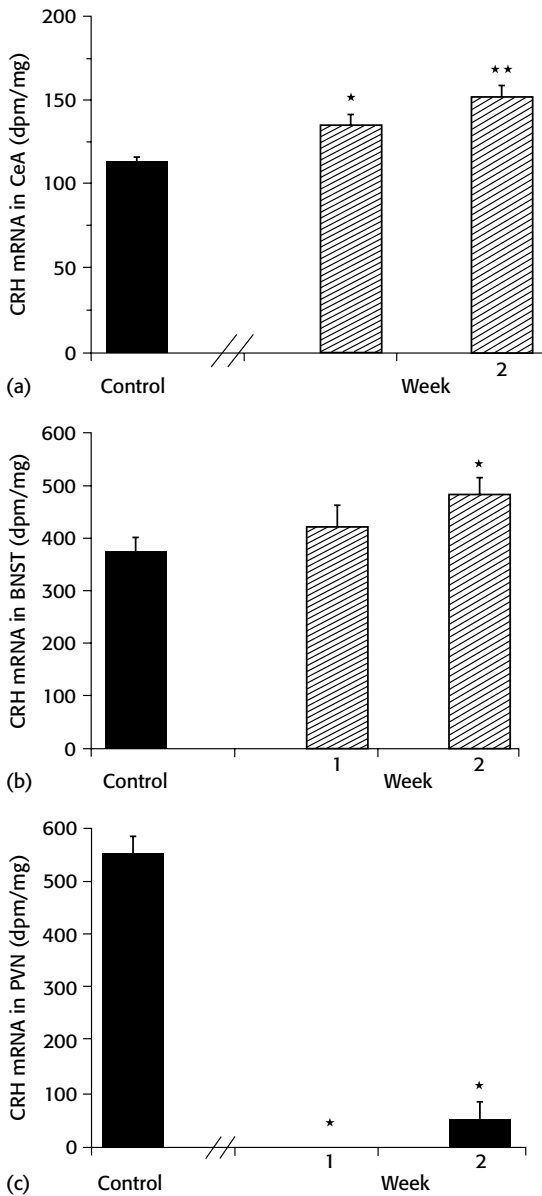 CRH mRNA in CeA (dpm/mg)
200
150
100
50
0
★
★★
2
(a)
Control
Week
CRH mRNA in BNST (dpm/mg)
600
500
400
300
200
100
0
★
1
2
(b)
Control
Week
CRH mRNA in PVN (dpm/mg)
600
500
400
300
200
100
0
★
★
1
2
(c)
Control
Week